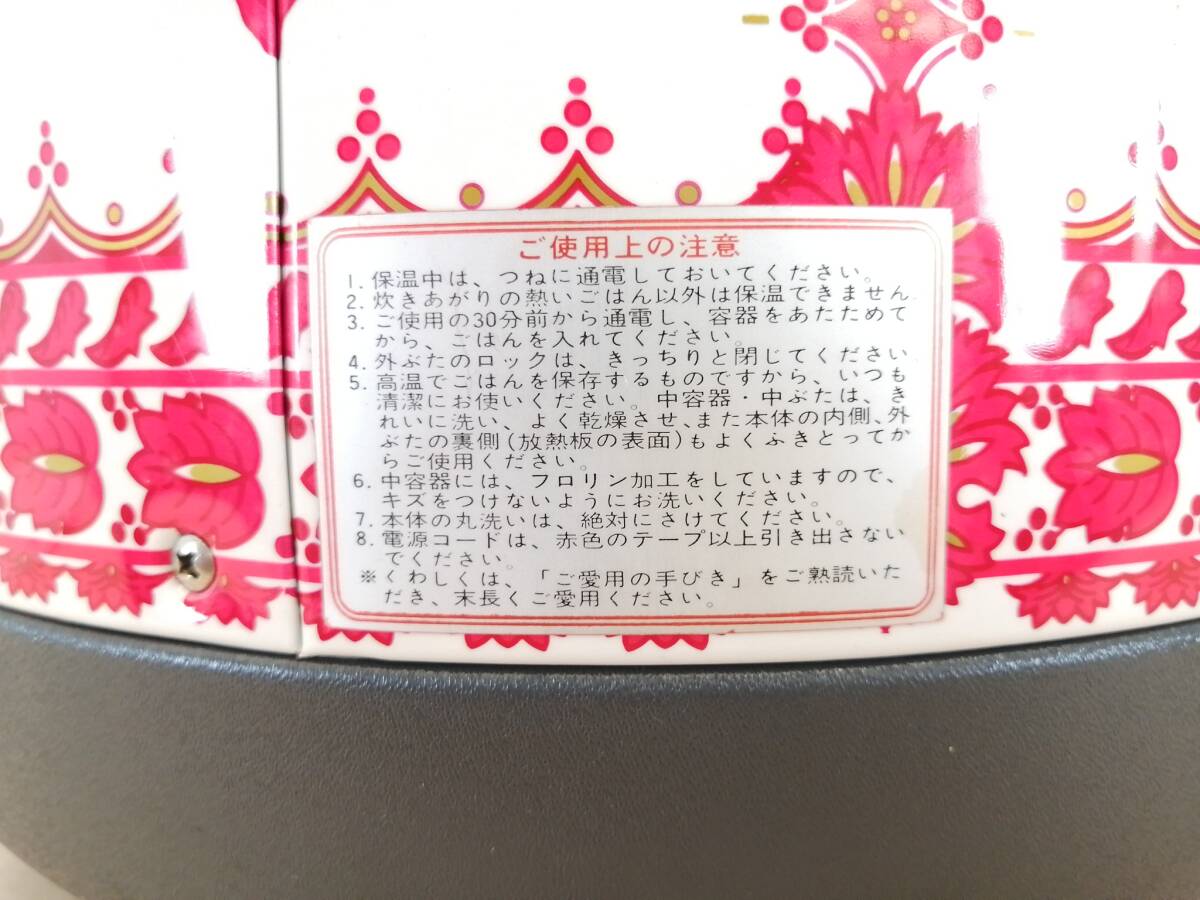 ご使用上の注意
1. 保温中は、つねに通電しておいてください。
2. 炊きあがりの熱いごはん以外は保温できません
3. ご使用の30分前から通電し、容器をあたためて
から、ごはんを入れてください。
4. 外ぶたのロックは、きっちりと閉じてください
5. 高温でごはんを保存するものですから、いつも
清潔にお使いください。中容器・中ぶたは、き
れいに洗い、よく乾燥させ、また本体の内側、外
ぶたの裏側(放熱板の表面)もよくふきとってか
らご使用ください。
6. 中容器には、フロリン加工をしていますので、
キズをつけないようにお洗いください。
7. 本体の丸洗いは、絶対にさけてください。
8. 電源コードは、赤色のテープ以上引き出さない
でください。
※くわしくは、「ご愛用の手びき」をご熟読いた
だき、末長くご愛用ください。